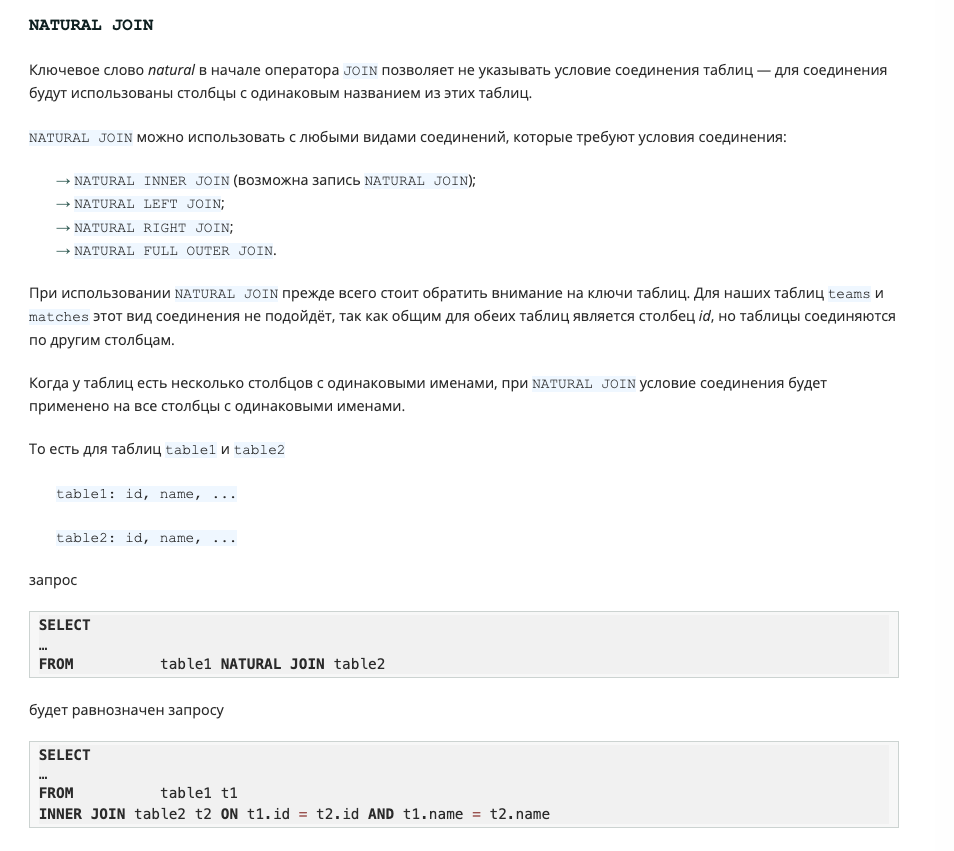 NATURAL JOIN
Ключевое слово natural в начале оператора JOIN позволяет не указывать условие соединения таблиц — для соединения
будут использованы столбцы с одинаковым названием из этих таблиц.
NATURAL JOIN можно использовать с любыми видами соединений, которые требуют условия соединения:
→ NATURAL INNER JOIN (возможна запись NATURAL JOIN);
→ NATURAL LEFT JOIN;
→ NATURAL RIGHT JOIN;
→ NATURAL FULL OUTER JOIN.
При использовании NATURAL JOIN прежде всего стоит обратить внимание на ключи таблиц. Для наших таблиц teams и
matches этот вид соединения не подойдёт, так как общим для обеих таблиц является столбец id, но таблицы соединяются
по другим столбцам.
Когда у таблиц есть несколько столбцов с одинаковыми именами, при NATURAL JOIN условие соединения будет
применено на все столбцы с одинаковыми именами.
То есть для таблиц table1 и table2
table1: id, name, ...
table2: id, name, ...
запрос
SELECT
…
FROM table1 NATURAL JOIN table2
будет равнозначен запросу
SELECT
…
FROM table1 t1
INNER JOIN table2 t2 ON t1.id = t2.id AND t1.name = t2.name